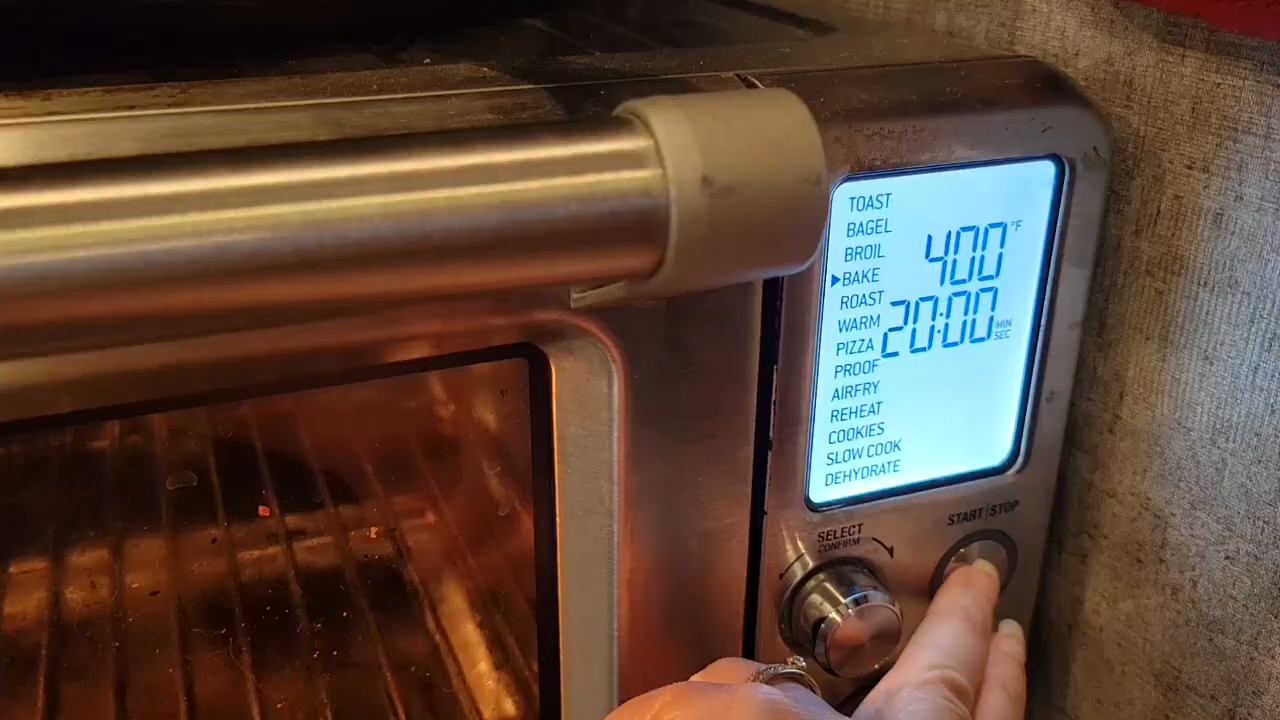 TOAST
BAGEL
BROIL
BAKE
ROAST
WARM
PIZZA
PROOF
AIRFRY
REHEAT
COOKIES
SLOW COOK
DEHYDRATE
400 °F
20:00 MIN SEC
SELECT
CONFIRM
START | STOP